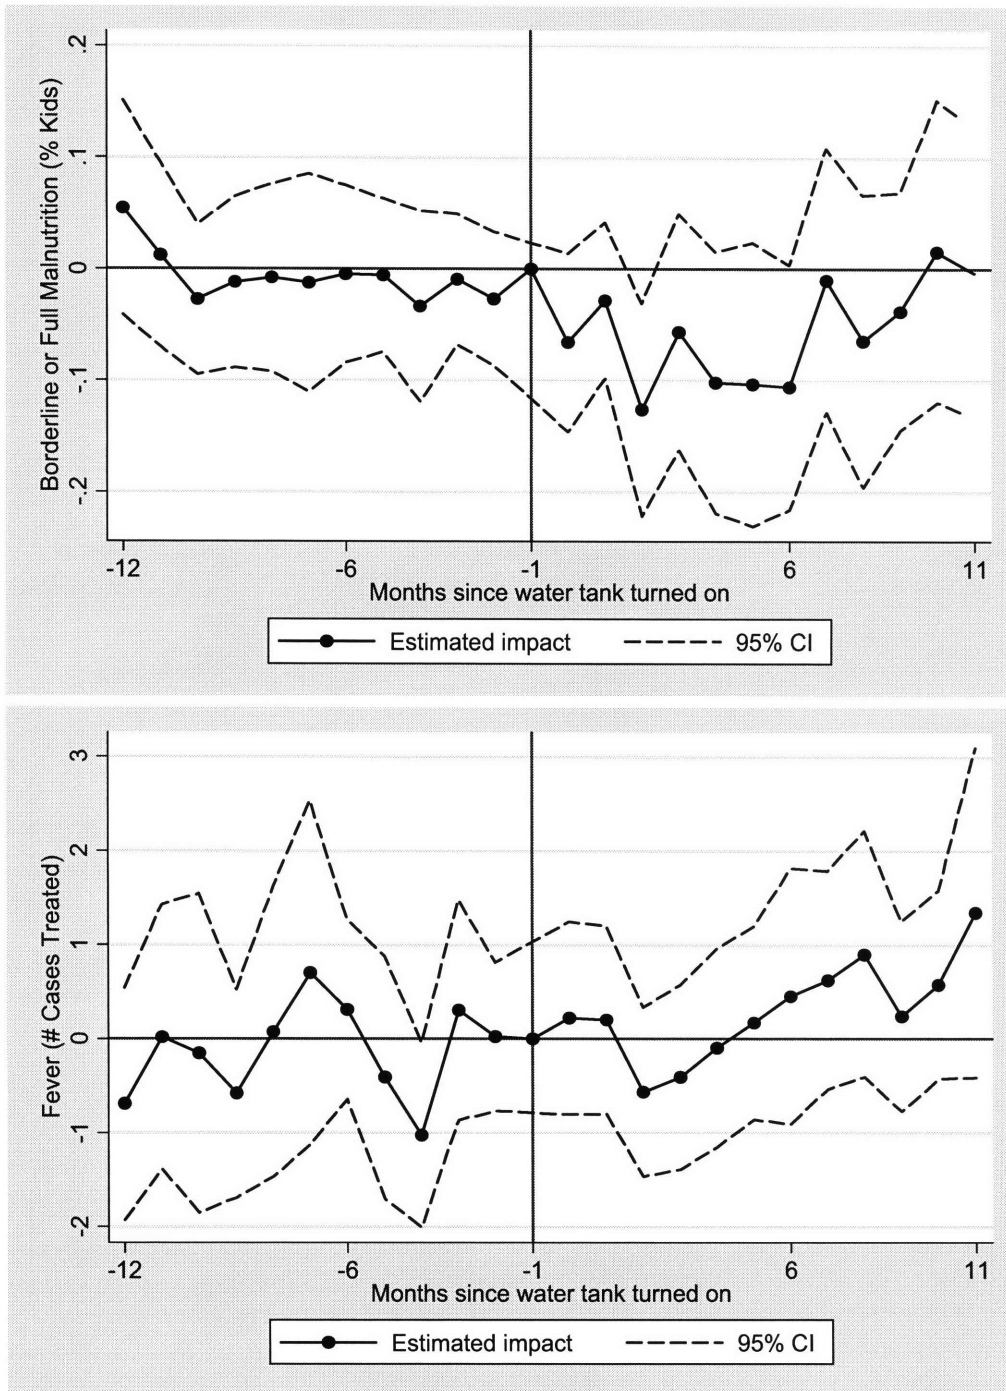 Borderline or Full Malnutrition (% Kids)
.2
.1
0
-.1
-.2
-12
-6
-1
6
11
Months since water tank turned on
Estimated impact
95% CI
Fever (# Cases Treated)
3
2
1
0
-1
-2
-12
-6
-1
6
11
Months since water tank turned on
Estimated impact
95% CI